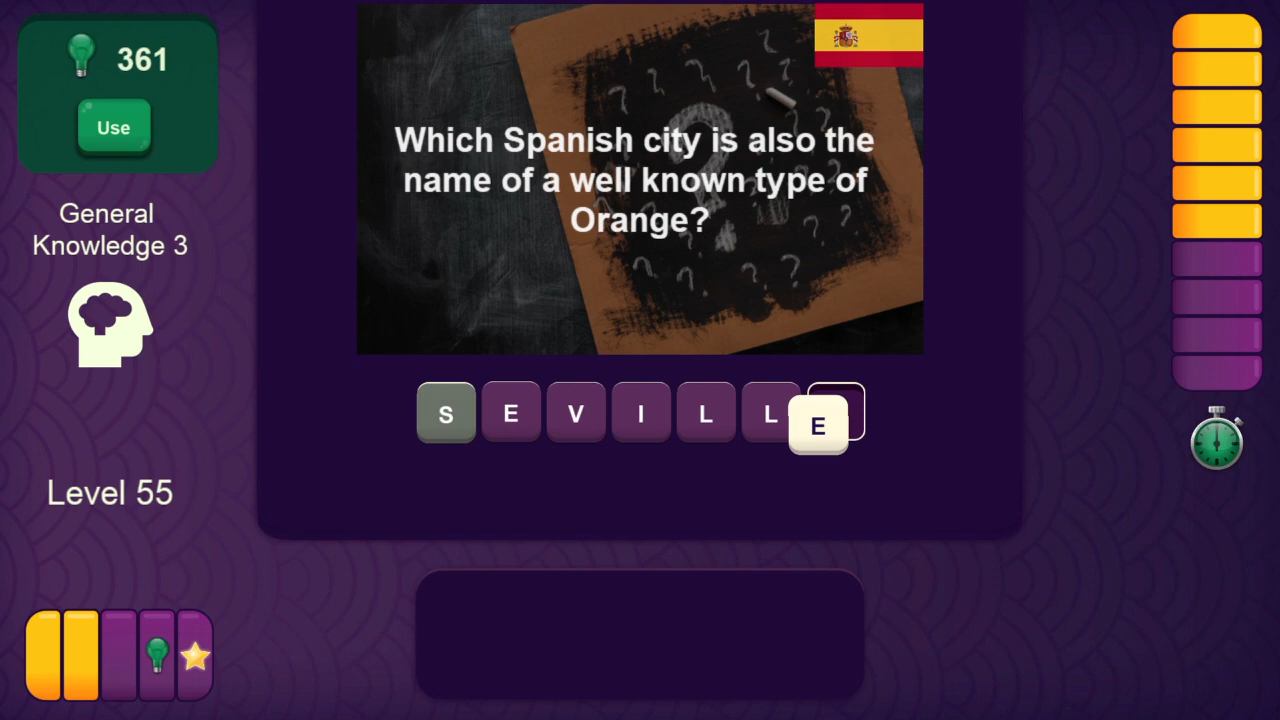 361
Use
General
Knowledge 3
Level 55
Which Spanish city is also the
name of a well known type of
Orange?
S E V I L L E